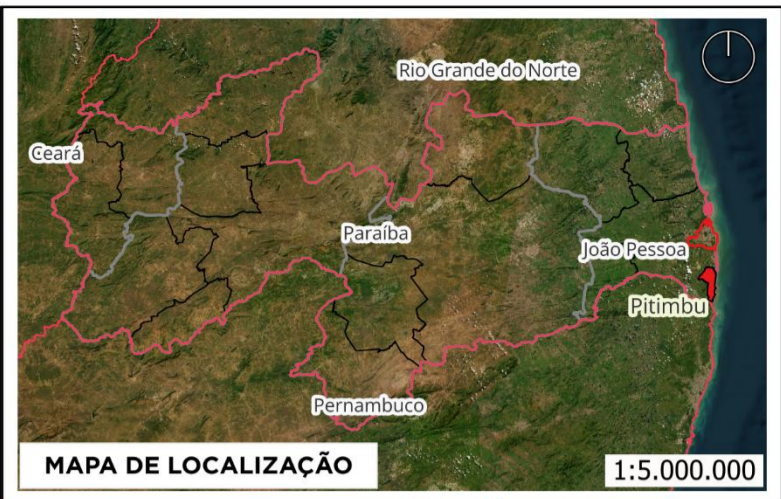 Rio Grande do Norte
Ceará
Paraíba
João Pessoa
Pitimbu
Pernambuco
MAPA DE LOCALIZAÇÃO
1:5.000.000